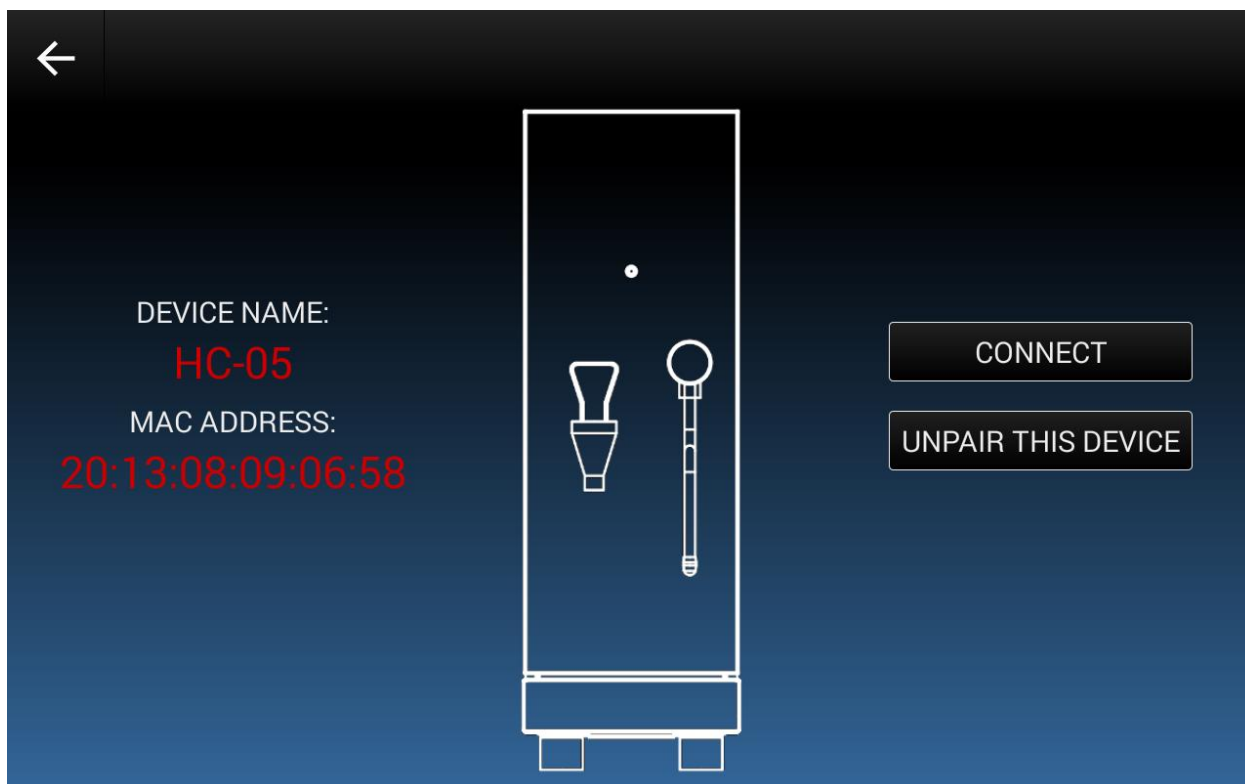 DEVICE NAME:
HC-05
MAC ADDRESS:
20:13:08:09:06:58
CONNECT
UNPAIR THIS DEVICE